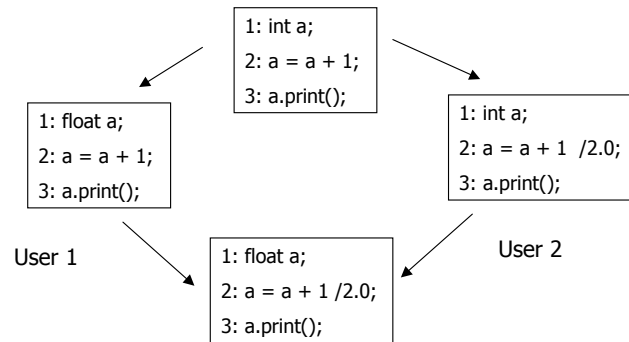 1: int a;
2: a = a + 1;
3: a.print();
1: float a;
2: a = a + 1;
3: a.print();
1: int a;
2: a = a + 1 /2.0;
3: a.print();
User 1
User 2
1: float a;
2: a = a + 1 /2.0;
3: a.print();